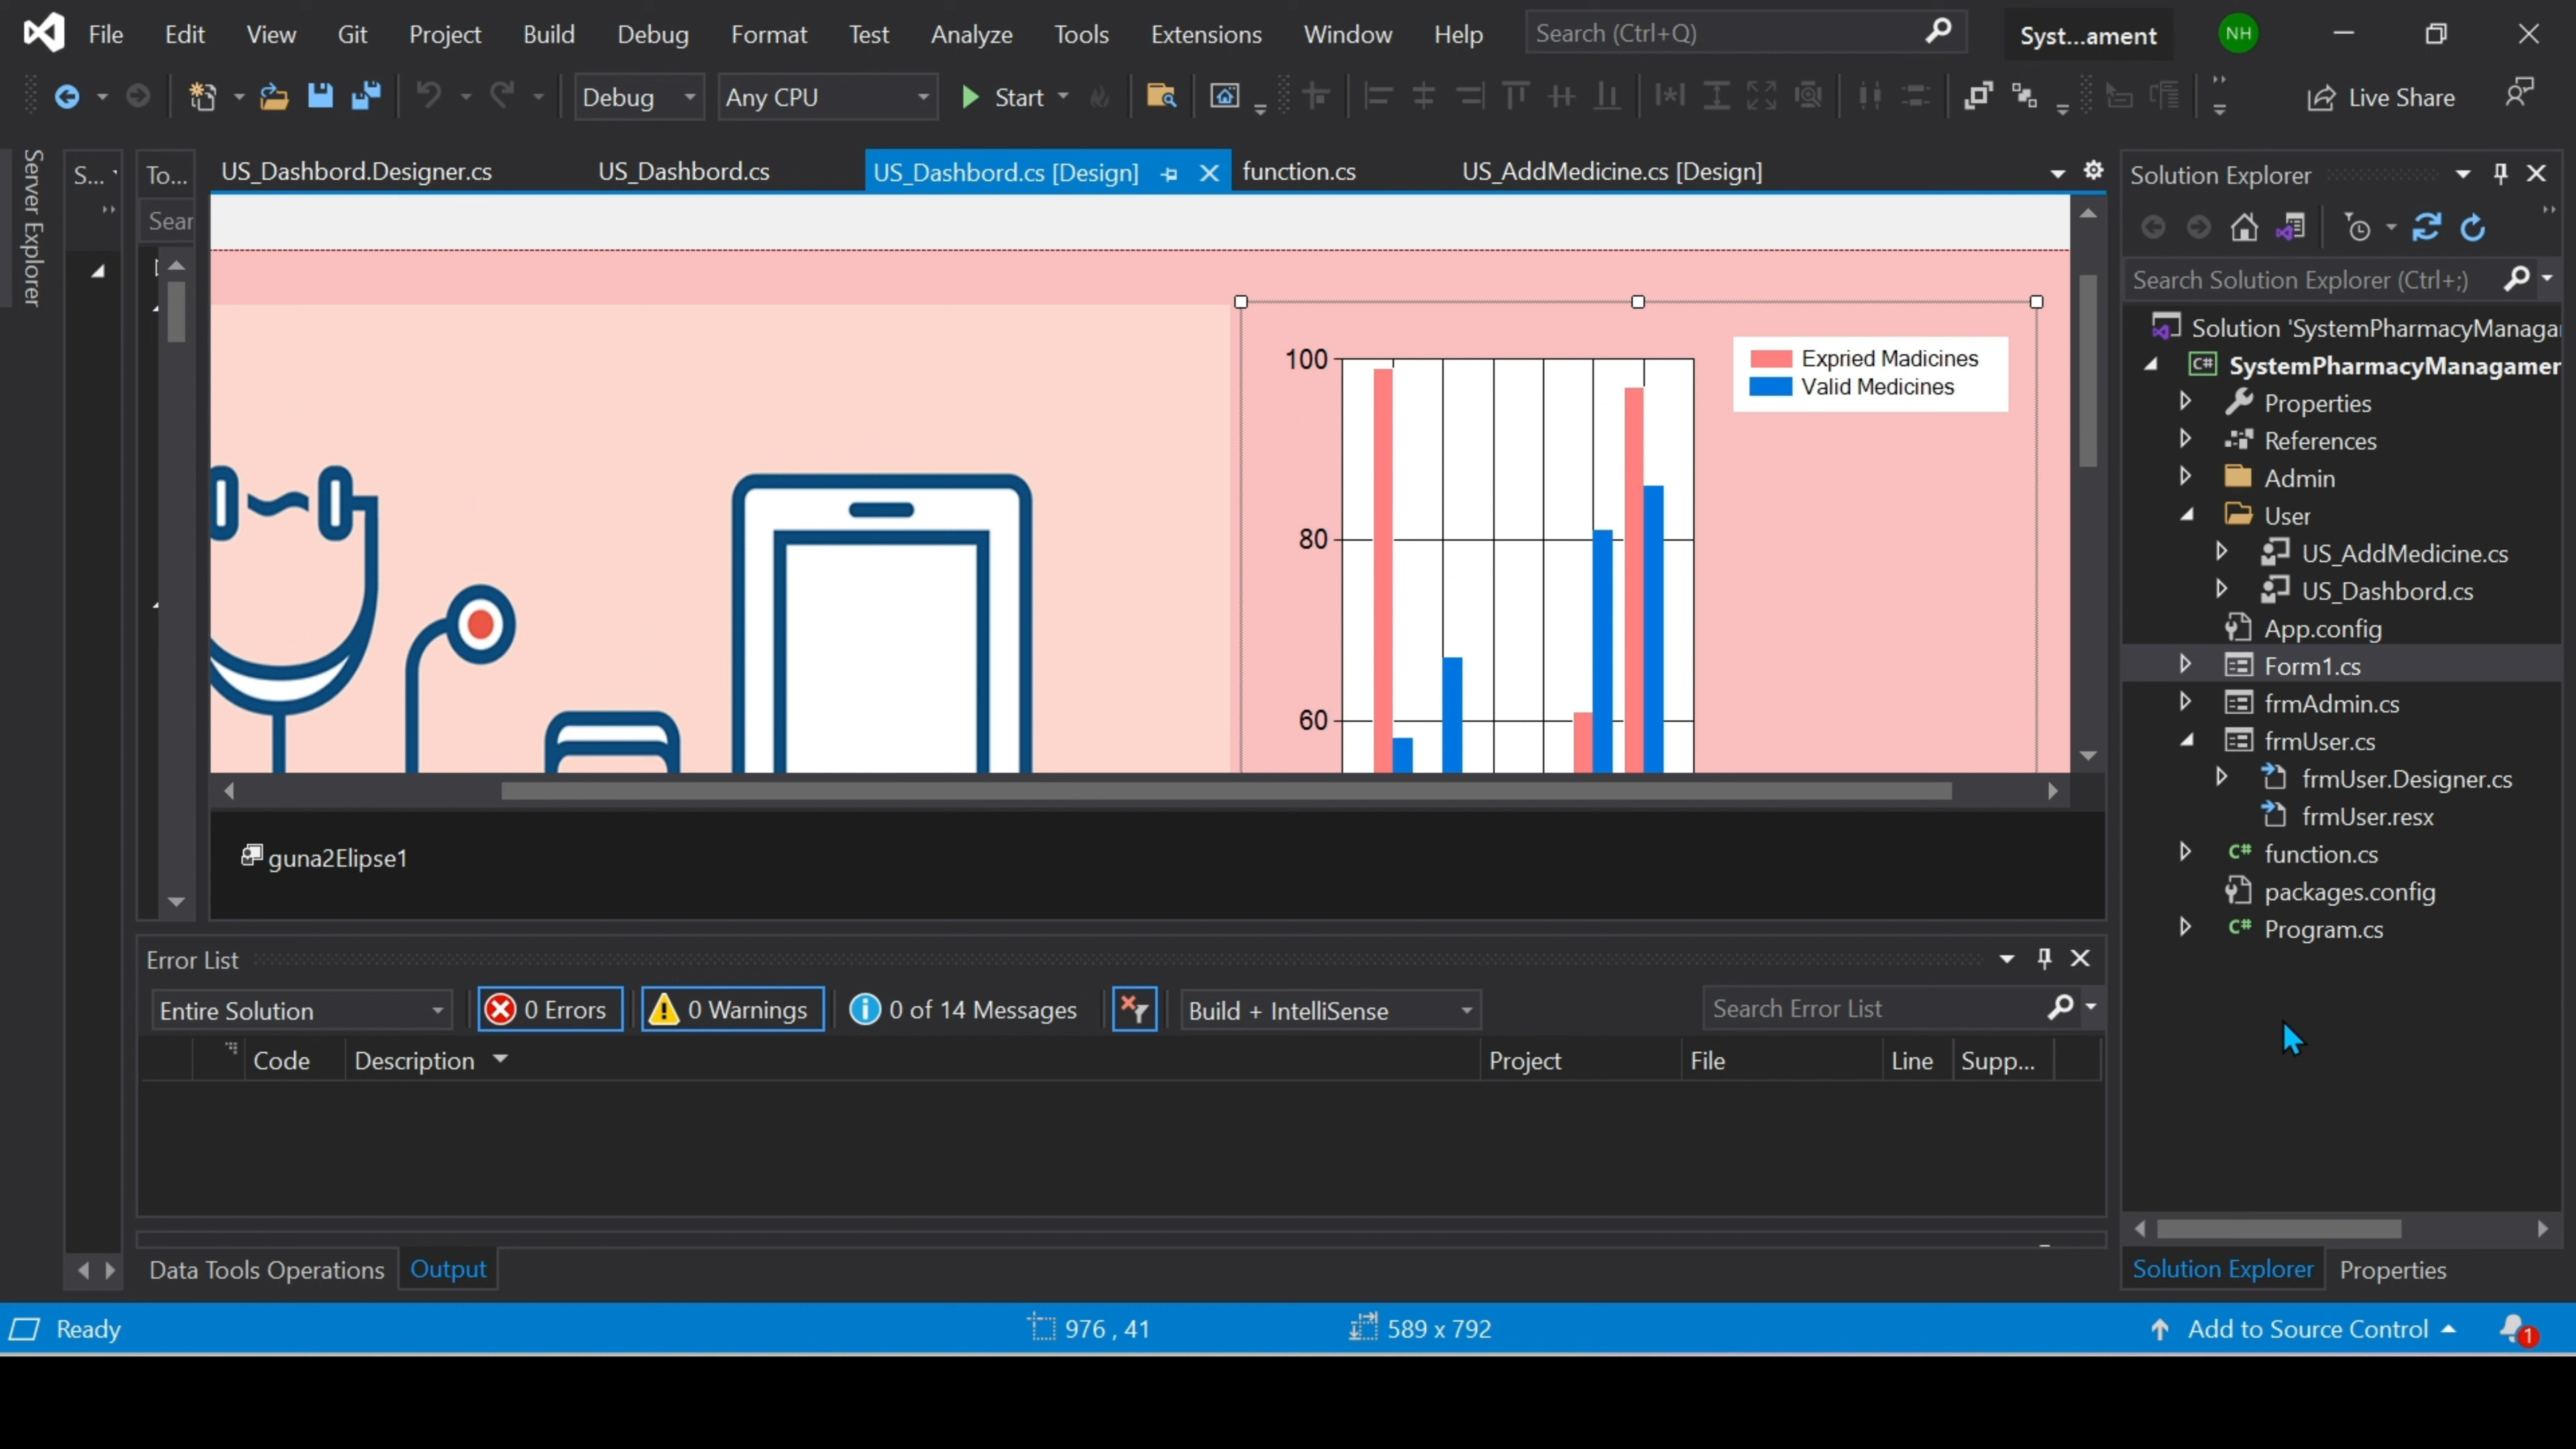 File Edit View Git Project Build Debug Format Test Analyze Tools Extensions Window Help Search (Ctrl+Q) Syst...ament NH
Debug Any CPU Start Live Share
Server Explorer
S...
To...
Sear
US_Dashbord.Designer.cs US_Dashbord.cs US_Dashbord.cs [Design] function.cs US_AddMedicine.cs [Design]
100
80
60
Expried Madicines
Valid Medicines
guna2Elipse1
Error List
Entire Solution 0 Errors 0 Warnings 0 of 14 Messages Build + IntelliSense Search Error List
Code Description Project File Line Supp...
Data Tools Operations Output
Solution Explorer
Search Solution Explorer (Ctrl+;)
Solution 'SystemPharmacyManagar
SystemPharmacyManagamer
Properties
References
Admin
User
US_AddMedicine.cs
US_Dashbord.cs
App.config
Form1.cs
frmAdmin.cs
frmUser.cs
frmUser.Designer.cs
frmUser.resx
function.cs
packages.config
Program.cs
Solution Explorer Properties
Ready 976 , 41 589 x 792 Add to Source Control 1